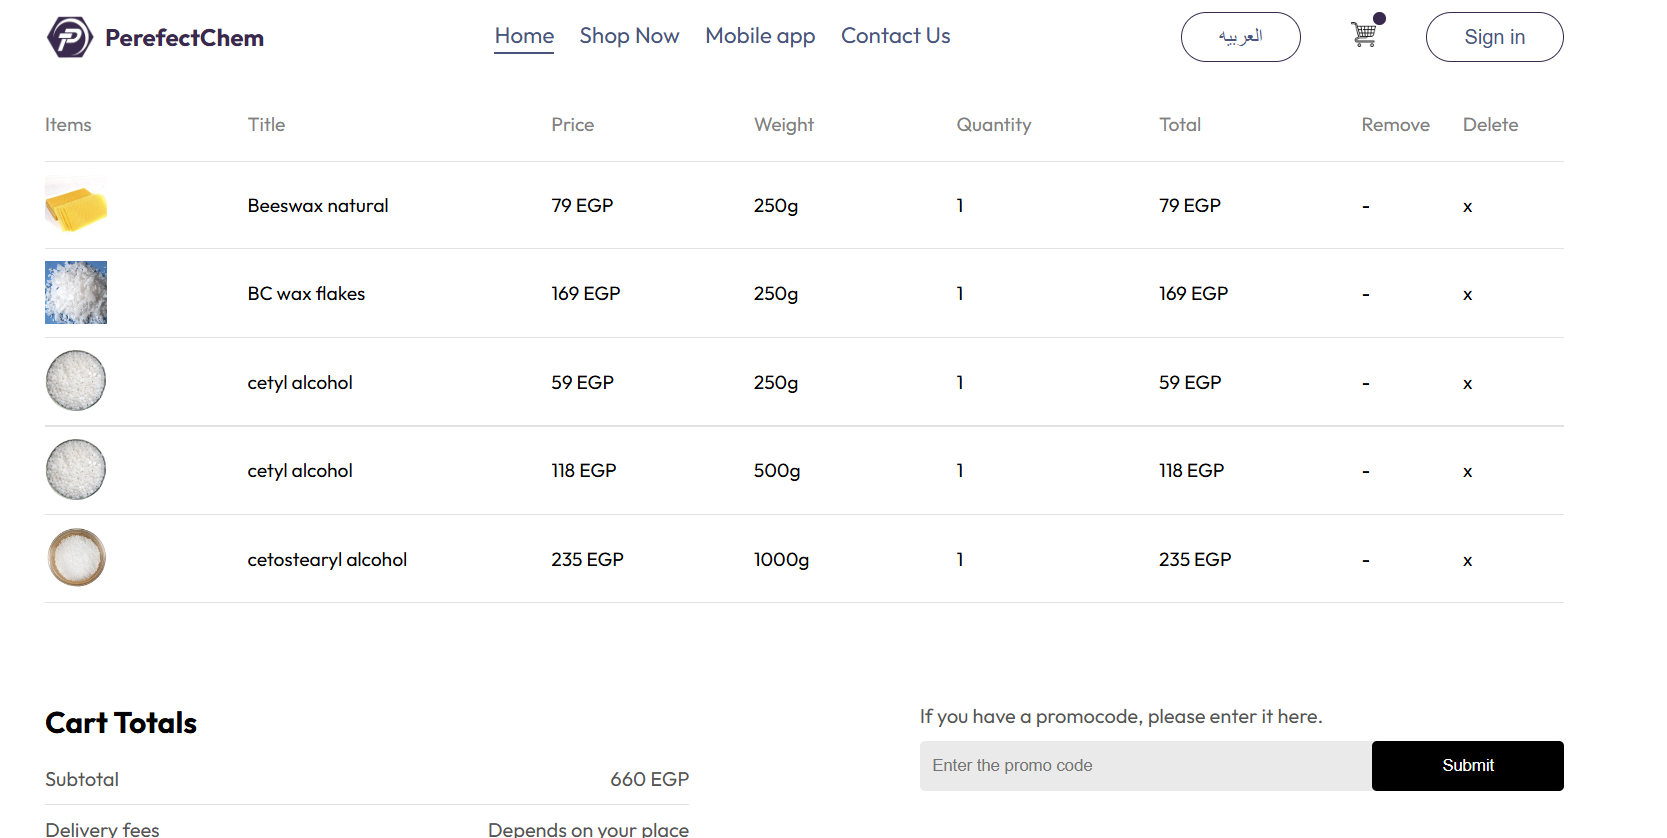 PerefectChem Home Shop Now Mobile app Contact Us العربيه Sign in
Items Title Price Weight Quantity Total Remove Delete
Beeswax natural 79 EGP 250g 1 79 EGP - x
BC wax flakes 169 EGP 250g 1 169 EGP - x
cetyl alcohol 59 EGP 250g 1 59 EGP - x
cetyl alcohol 118 EGP 500g 1 118 EGP - x
cetostearyl alcohol 235 EGP 1000g 1 235 EGP - x
Cart Totals
Subtotal 660 EGP
Delivery fees Depends on your place
If you have a promocode, please enter it here.
Enter the promo code Submit